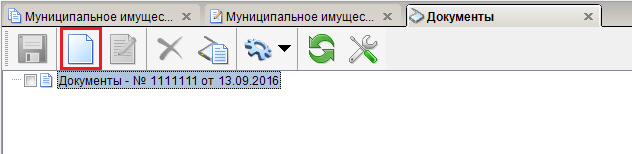 Муниципальное имущес...
Муниципальное имущес...
Документы
Документы - № 1111111 от 13.09.2016